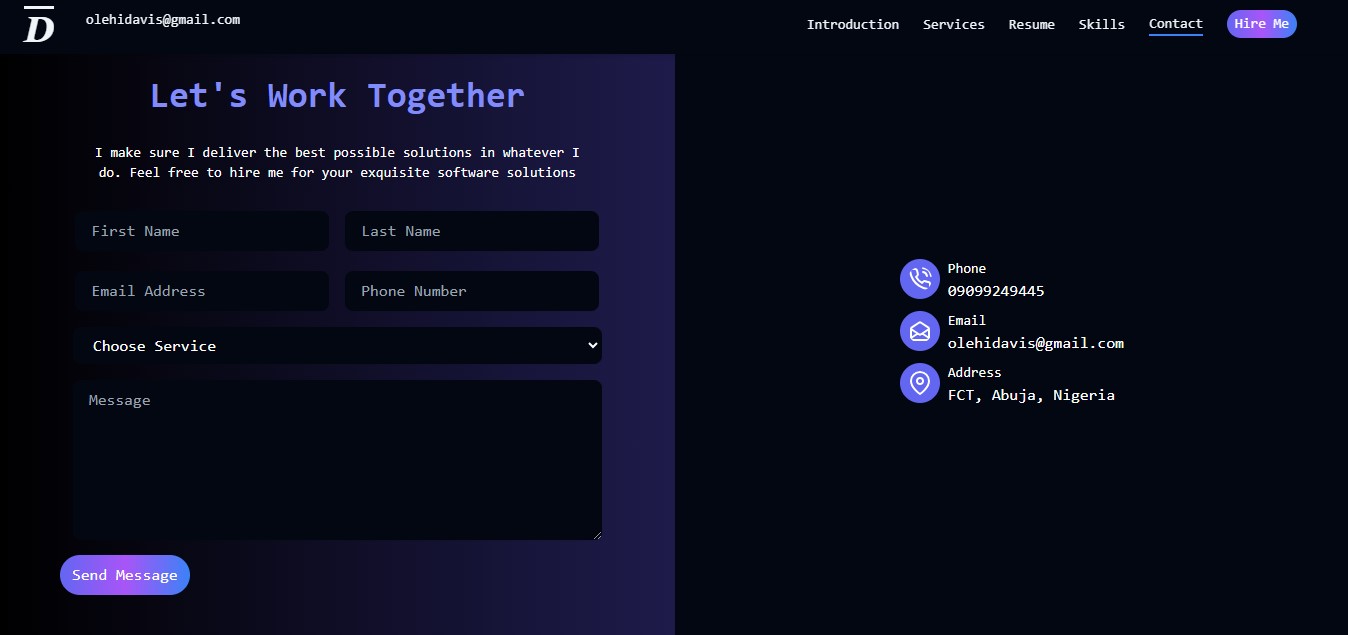 D
olehidavis@gmail.com
Introduction
Services
Resume
Skills
Contact
Hire Me
Let's Work Together
I make sure I deliver the best possible solutions in whatever I
do. Feel free to hire me for your exquisite software solutions
First Name
Last Name
Email Address
Phone Number
Choose Service
Message
Send Message
Phone
09099249445
Email
olehidavis@gmail.com
Address
FCT, Abuja, Nigeria